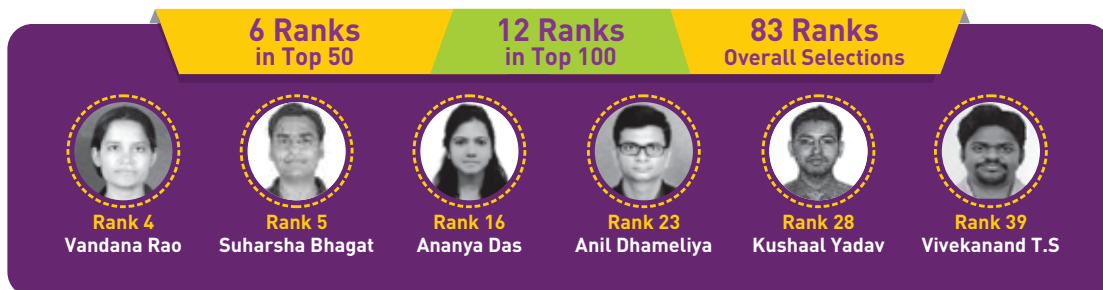 6 Ranks
in Top 50
12 Ranks
in Top 100
83 Ranks
Overall Selections
Rank 4
Vandana Rao
Rank 5
Suharsha Bhagat
Rank 16
Ananya Das
Rank 23
Anil Dhameliya
Rank 28
Kushaal Yadav
Rank 39
Vivekanand T.S